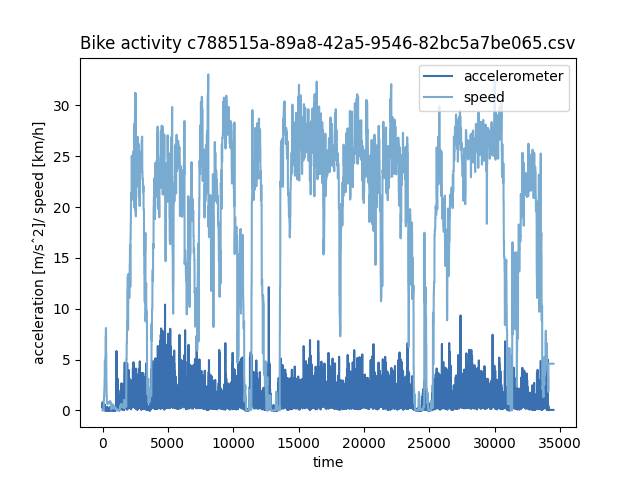 Bike activity c788515a-89a8-42a5-9546-82bc5a7be065.csv
accelerometer
speed
acceleration [m/s^2]/ speed [km/h]
30
25
20
15
10
5
0
0 5000 10000 15000 20000 25000 30000 35000
time